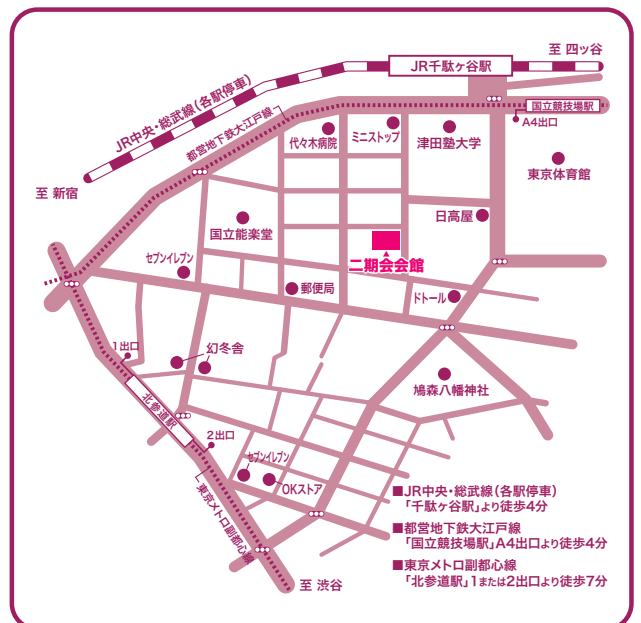 至 四ッ谷
JR千駄ヶ谷駅
JR中央・総武線(各駅停車)
国立競技場駅
A4出口
都営地下鉄大江戸線
代々木病院
ミニストップ
津田塾大学
東京体育館
至 新宿
日高屋
国立能楽堂
セブンイレブン
二期会会館
郵便局
ドトール
1出口
幻冬舎
鳩森八幡神社
北参道駅
2出口
セブンイレブン
OKストア
東京メトロ副都心線
至 渋谷
■JR中央・総武線(各駅停車)
「千駄ヶ谷駅」より徒歩4分
■都営地下鉄大江戸線
「国立競技場駅」A4出口より徒歩4分
■東京メトロ副都心線
「北参道駅」1または2出口より徒歩7分